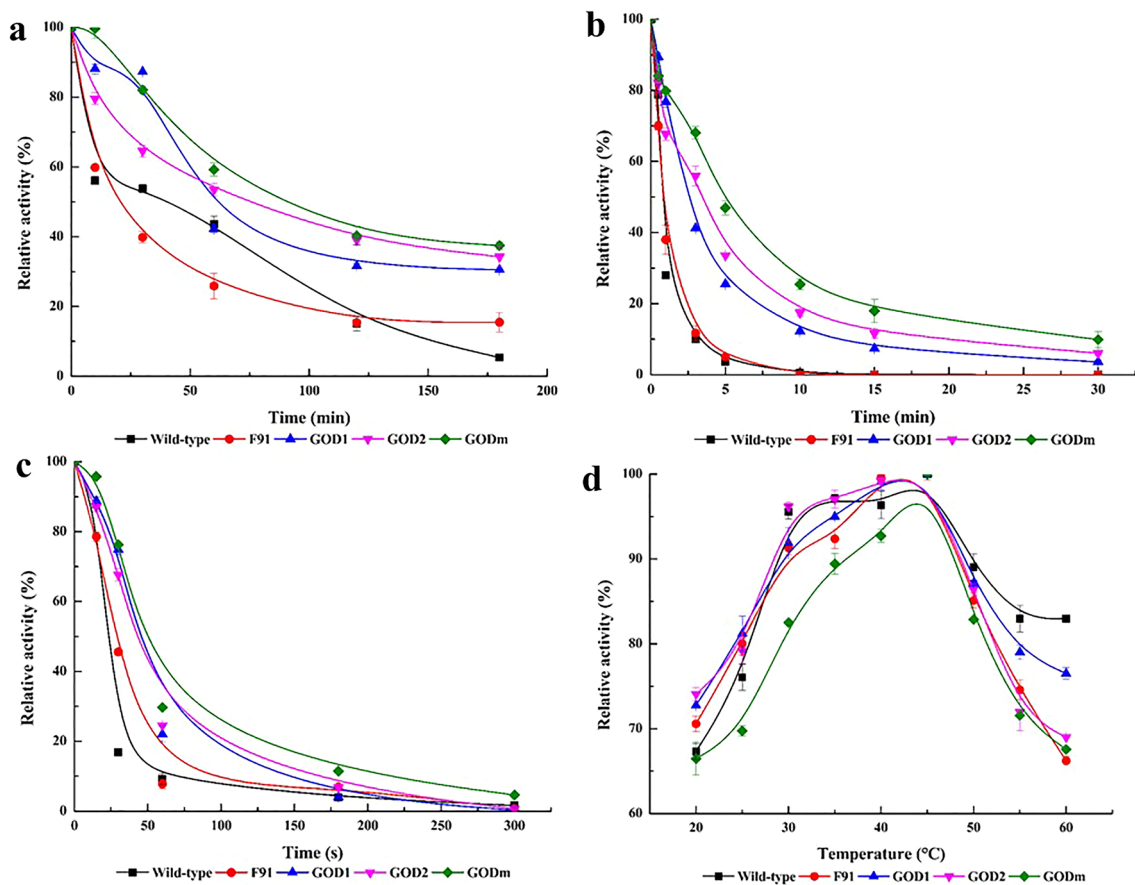 a
Relative activity (%)
100
80
60
40
20
0
0 50 100 150 200
Time (min)
Wild-type F91 GOD1 GOD2 GODm
b
Relative activity (%)
100
80
60
40
20
0
0 5 10 15 20 25 30
Time (min)
Wild-type F91 GOD1 GOD2 GODm
c
Relative activity (%)
100
80
60
40
20
0
0 50 100 150 200 250 300
Time (s)
Wild-type F91 GOD1 GOD2 GODm
d
Relative activity (%)
100
90
80
70
60
20 30 40 50 60
Temperature (°C)
Wild-type F91 GOD1 GOD2 GODm